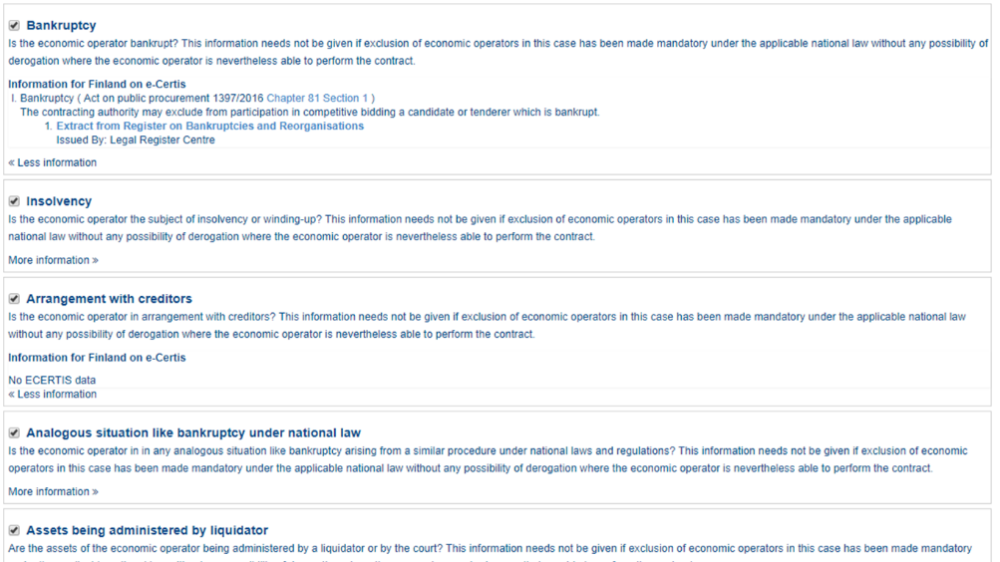 Bankruptcy
Is the economic operator bankrupt? This information needs not be given if exclusion of economic operators in this case has been made mandatory under the applicable national law without any possibility of
derogation where the economic operator is nevertheless able to perform the contract.
Information for Finland on e-Certis
I. Bankruptcy ( Act on public procurement 1397/2016 Chapter 81 Section 1 )
The contracting authority may exclude from participation in competitive bidding a candidate or tenderer which is bankrupt.
1. Extract from Register on Bankruptcies and Reorganisations
Issued By: Legal Register Centre
« Less information
Insolvency
Is the economic operator the subject of insolvency or winding-up? This information needs not be given if exclusion of economic operators in this case has been made mandatory under the applicable
national law without any possibility of derogation where the economic operator is nevertheless able to perform the contract.
More information »
Arrangement with creditors
Is the economic operator in arrangement with creditors? This information needs not be given if exclusion of economic operators in this case has been made mandatory under the applicable national law
without any possibility of derogation where the economic operator is nevertheless able to perform the contract.
Information for Finland on e-Certis
No ECERTIS data
« Less information
Analogous situation like bankruptcy under national law
Is the economic operator in in any analogous situation like bankruptcy arising from a similar procedure under national laws and regulations? This information needs not be given if exclusion of economic
operators in this case has been made mandatory under the applicable national law without any possibility of derogation where the economic operator is nevertheless able to perform the contract.
More information »
Assets being administered by liquidator
Are the assets of the economic operator being administered by a liquidator or by the court? This information needs not be given if exclusion of economic operators in this case has been made mandatory